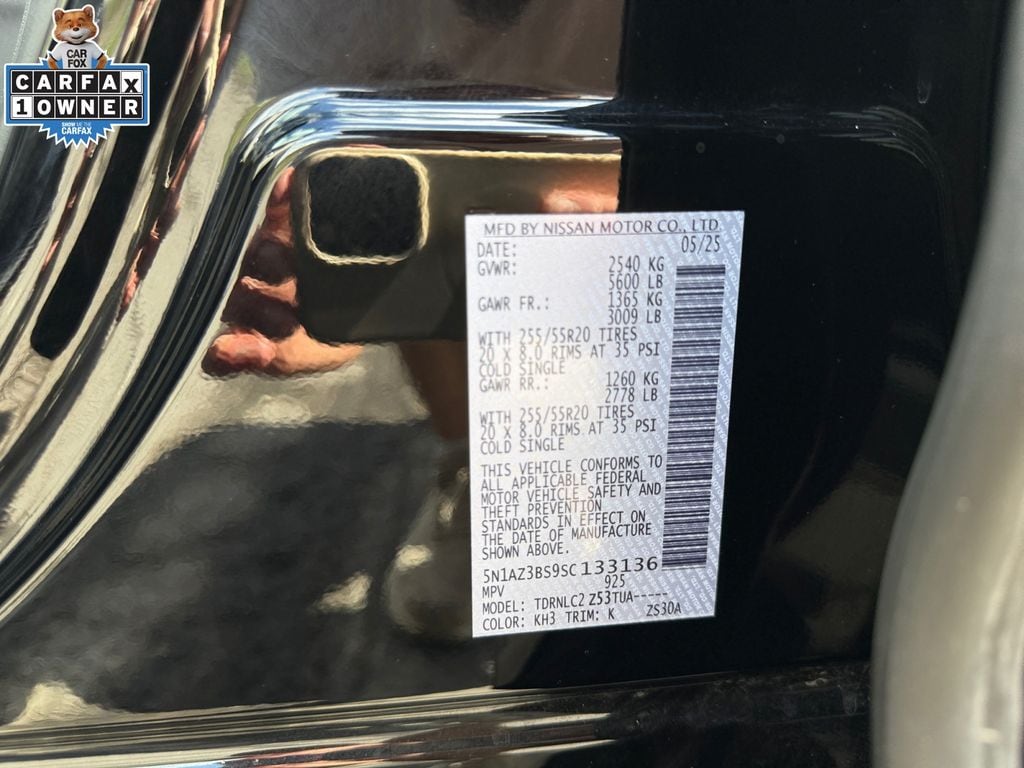 CAR
FOX
CARFAX
1 OWNER
SHOW ME THE
CARFAX
MFD BY NISSAN MOTOR CO., LTD
DATE: 05/25
GVWR: 2540 KG
5600 LB
GAWR FR.: 1365 KG
3009 LB
WITH 255/55R20 TIRES
20 X 8.0 RIMS AT 35 PSI
COLD SINGLE
GAWR RR.: 1260 KG
2778 LB
WITH 255/55R20 TIRES
20 X 8.0 RIMS AT 35 PSI
COLD SINGLE
THIS VEHICLE CONFORMS TO
ALL APPLICABLE FEDERAL
MOTOR VEHICLE SAFETY AND
THEFT PREVENTION
STANDARDS IN EFFECT ON
THE DATE OF MANUFACTURE
SHOWN ABOVE.
5N1AZ3BS9SC133136
MPV 925
MODEL: TDRNLC2 Z53TUA-----
COLOR: KH3 TRIM: K ZS30A